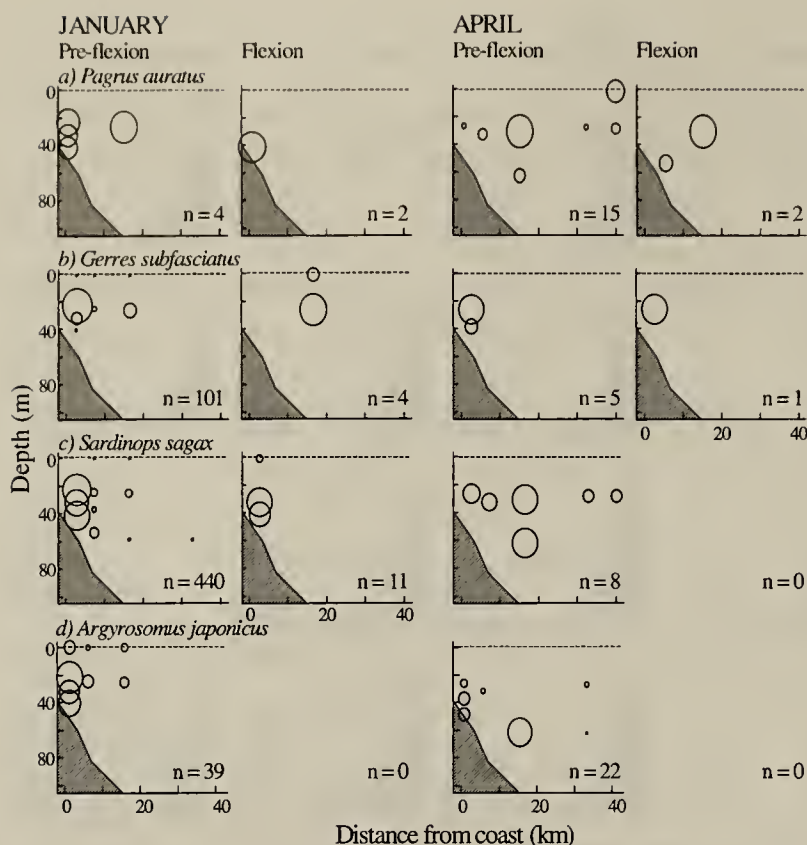 JANUARY APRIL
Pre-flexion Flexion Pre-flexion Flexion
a) Pagrus auratus
0
40
80
n = 4 n = 2 n = 15 n = 2
b) Gerres subfasciatus
0
40
80
n = 101 n = 4 n = 5 n = 1
0 20 40
c) Sardinops sagax
0
40
80
n = 440 n = 11 n = 8 n = 0
0 20 40
d) Argyrosomus japonicus
0
40
80
n = 39 n = 0 n = 22 n = 0
0 20 40 0 20 40
Depth (m)
Distance from coast (km)